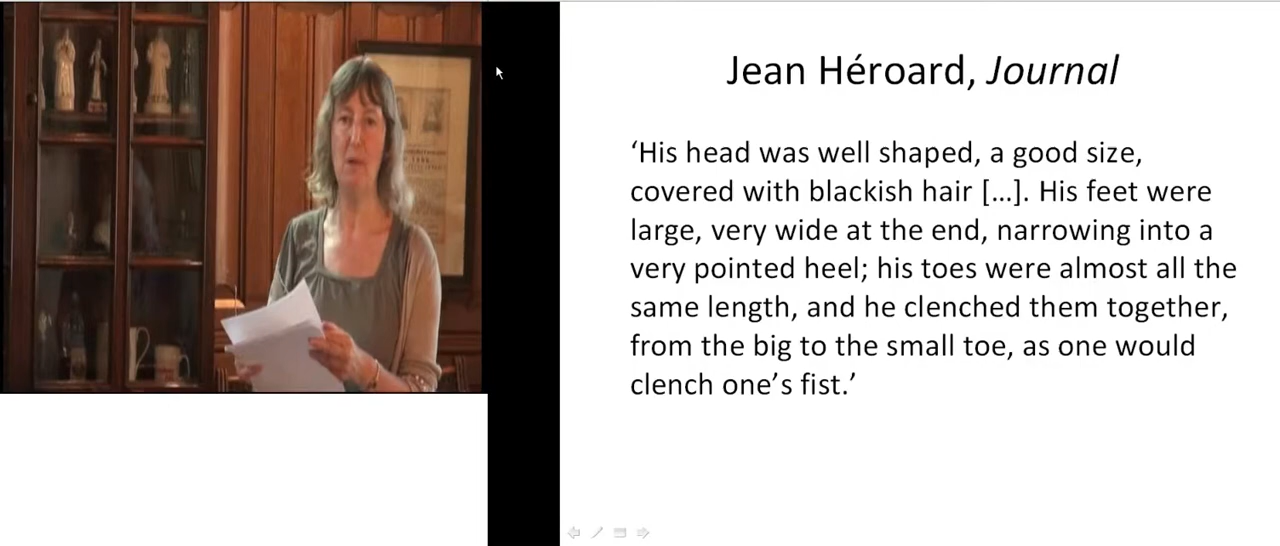 Jean Héroard, Journal
‘His head was well shaped, a good size,
covered with blackish hair [...]. His feet were
large, very wide at the end, narrowing into a
very pointed heel; his toes were almost all the
same length, and he clenched them together,
from the big to the small toe, as one would
clench one’s fist.’